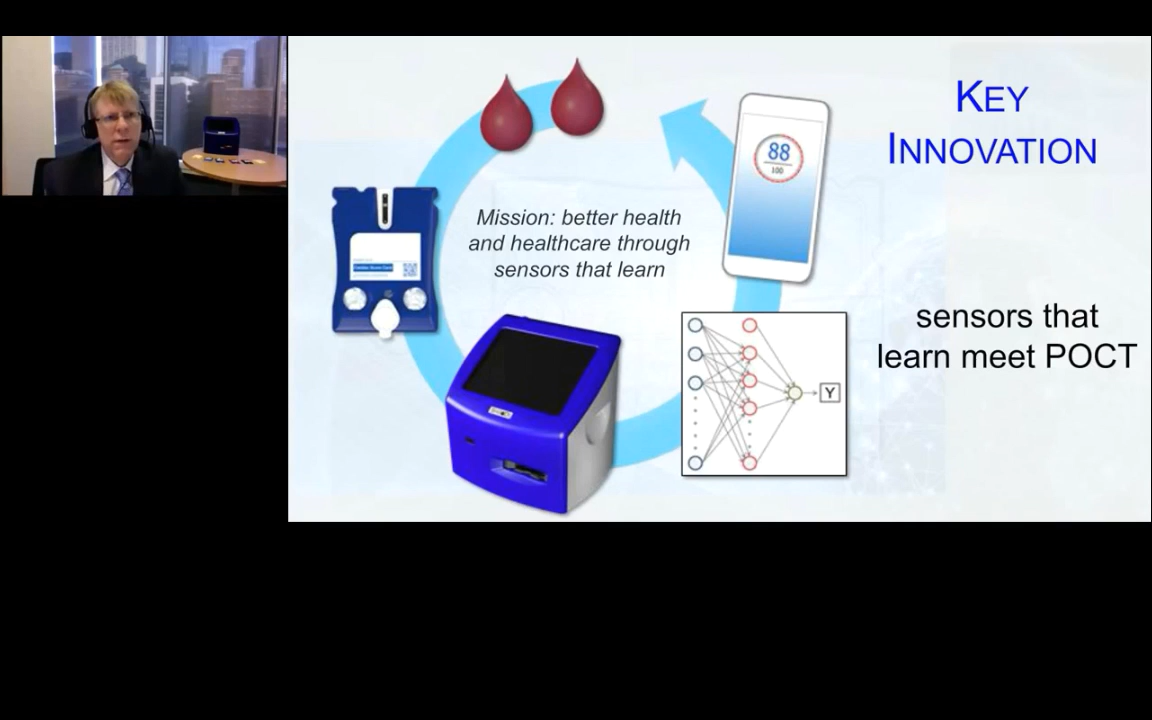 KEY
INNOVATION
88
100
Mission: better health
and healthcare through
sensors that learn
sensors that
learn meet POCT
Y